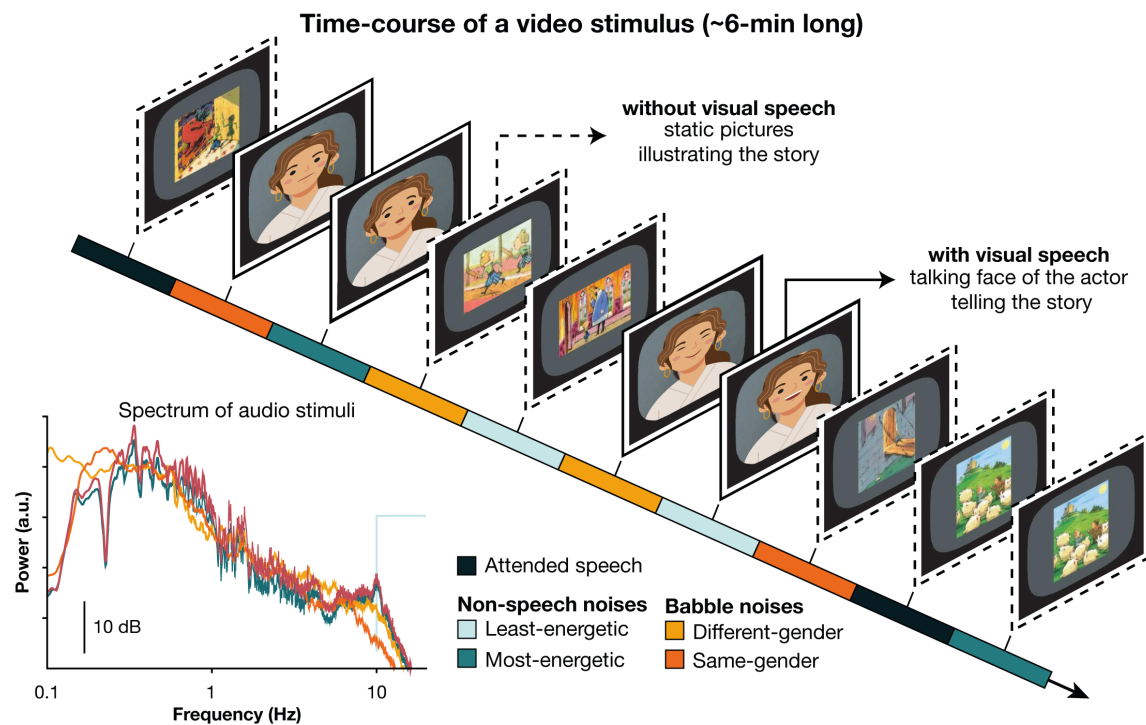 Time-course of a video stimulus (~6-min long)
without visual speech
static pictures
illustrating the story
with visual speech
talking face of the actor
telling the story
Spectrum of audio stimuli
Power (a.u.)
10 dB
0.1
1
10
Frequency (Hz)
Attended speech
Non-speech noises
Least-energetic
Most-energetic
Babble noises
Different-gender
Same-gender